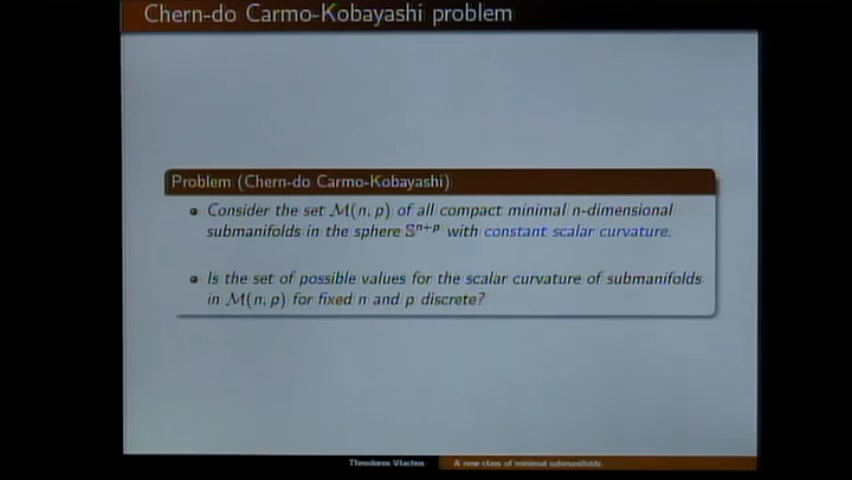 Chern-do Carmo-Kobayashi problem
Problem (Chern-do Carmo-Kobayashi)
Consider the set M(n, p) of all compact minimal n-dimensional
submanifolds in the sphere 𝕊ⁿ⁺ᵖ with constant scalar curvature.
Is the set of possible values for the scalar curvature of submanifolds
in M(n, p) for fixed n and p discrete?
Theodoros Vlachos
A new class of minimal submanifolds